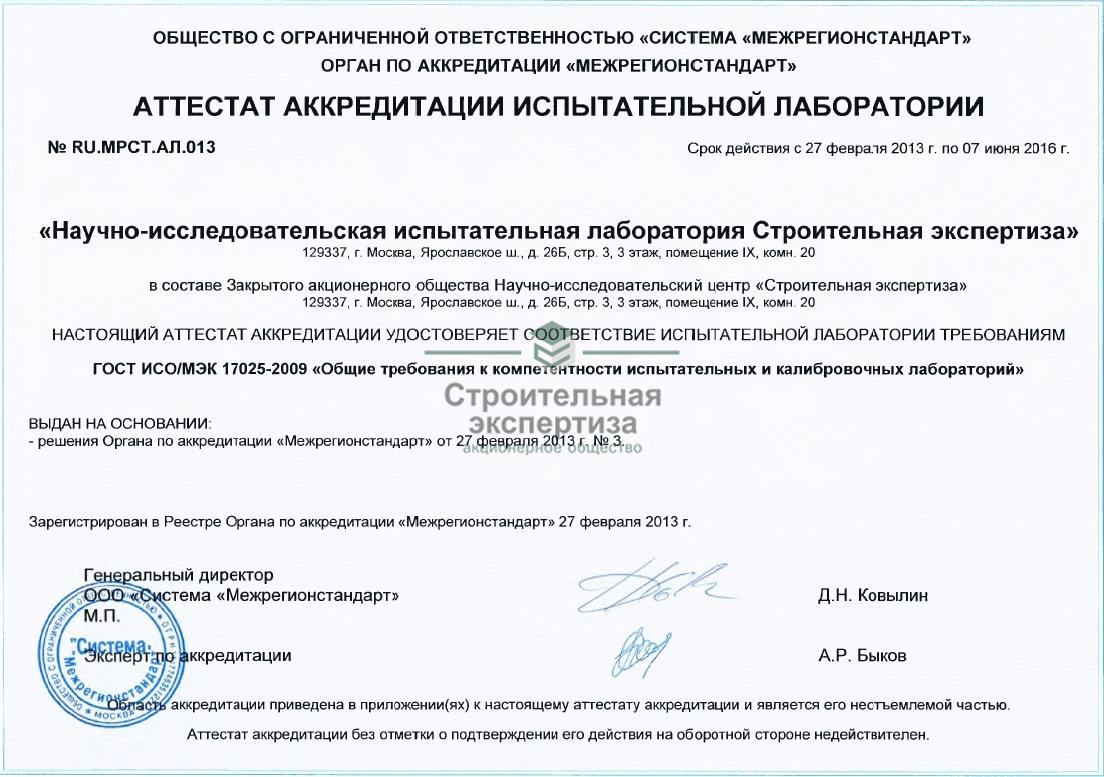 ОБЩЕСТВО С ОГРАНИЧЕННОЙ ОТВЕТСТВЕННОСТЬЮ «СИСТЕМА «МЕЖРЕГИОНСТАНДАРТ»
ОРГАН ПО АККРЕДИТАЦИИ «МЕЖРЕГИОНСТАНДАРТ»
АТТЕСТАТ АККРЕДИТАЦИИ ИСПЫТАТЕЛЬНОЙ ЛАБОРАТОРИИ
№ RU.МРСТ.АЛ.013
Срок действия с 27 февраля 2013 г. по 07 июня 2016 г.
«Научно-исследовательская испытательная лаборатория Строительная экспертиза»
129337, г. Москва, Ярославское ш., д. 26Б, стр. 3, 3 этаж, помещение IX, комн. 20
в составе Закрытого акционерного общества Научно-исследовательский центр «Строительная экспертиза»
129337, г. Москва, Ярославское ш., д. 26Б, стр. 3, 3 этаж, помещение IX, комн. 20
НАСТОЯЩИЙ АТТЕСТАТ АККРЕДИТАЦИИ УДОСТОВЕРЯЕТ СООТВЕТСТВИЕ ИСПЫТАТЕЛЬНОЙ ЛАБОРАТОРИИ ТРЕБОВАНИЯМ
ГОСТ ИСО/МЭК 17025-2009 «Общие требования к компетентности испытательных и калибровочных лабораторий»
Строительная
экспертиза
акционерное общество
ВЫДАН НА ОСНОВАНИИ:
- решения Органа по аккредитации «Межрегионстандарт» от 27 февраля 2013 г. № 3.
Зарегистрирован в Реестре Органа по аккредитации «Межрегионстандарт» 27 февраля 2013 г.
Генеральный директор
ООО «Система «Межрегионстандарт»
Д.Н. Ковылин
М.П.
Эксперт по аккредитации
А.Р. Быков
ОБЩЕСТВО С ОГРАНИЧЕННОЙ ОТВЕТСТВЕННОСТЬЮ
МОСКВА
"Система
Межрегионстандарт
Область аккредитации приведена в приложении(ях) к настоящему аттестату аккредитации и является его неотъемлемой частью.
Аттестат аккредитации без отметки о подтверждении его действия на оборотной стороне недействителен.